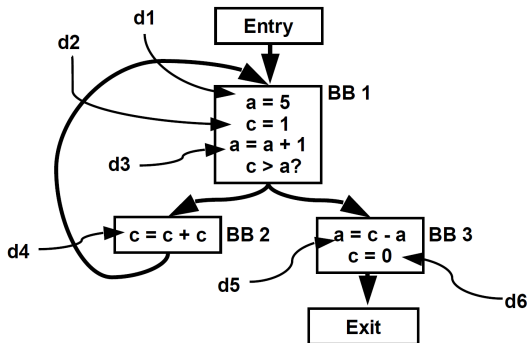 d1
Entry
d2
BB 1
a = 5
c = 1
a = a + 1
c > a?
d3
c = c + c
BB 2
d4
a = c - a
c = 0
BB 3
d5
d6
Exit